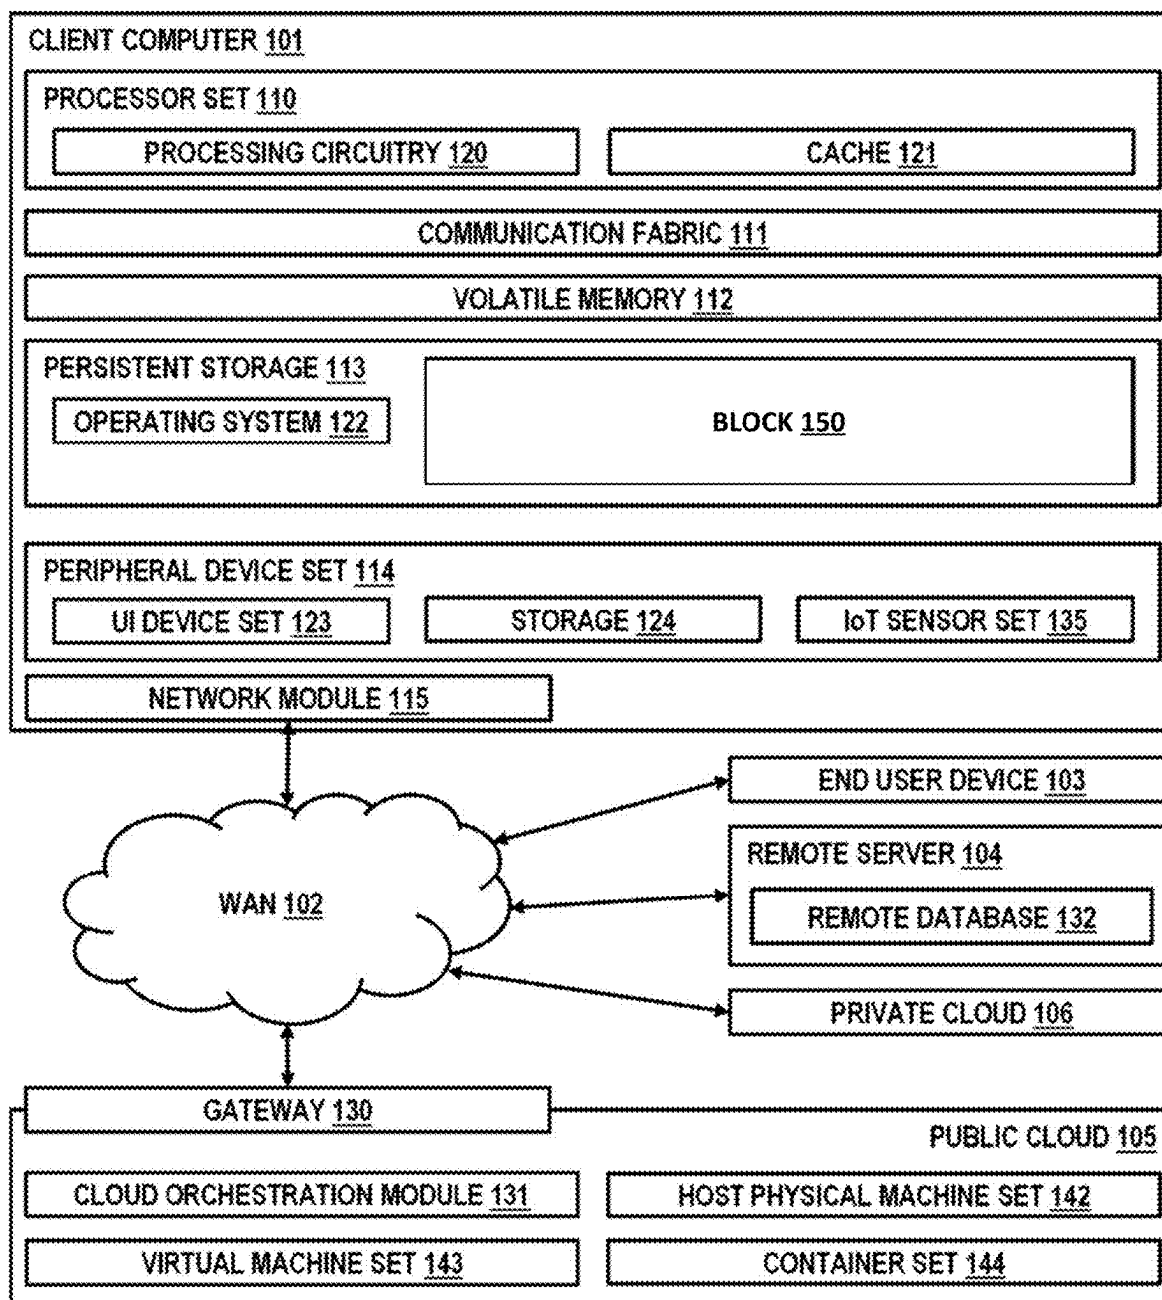 CLIENT COMPUTER 101
PROCESSOR SET 110
PROCESSING CIRCUITRY 120
CACHE 121
COMMUNICATION FABRIC 111
VOLATILE MEMORY 112
PERSISTENT STORAGE 113
OPERATING SYSTEM 122
BLOCK 150
PERIPHERAL DEVICE SET 114
UI DEVICE SET 123
STORAGE 124
IoT SENSOR SET 135
NETWORK MODULE 115
END USER DEVICE 103
REMOTE SERVER 104
WAN 102
REMOTE DATABASE 132
PRIVATE CLOUD 106
GATEWAY 130
PUBLIC CLOUD 105
CLOUD ORCHESTRATION MODULE 131
HOST PHYSICAL MACHINE SET 142
VIRTUAL MACHINE SET 143
CONTAINER SET 144